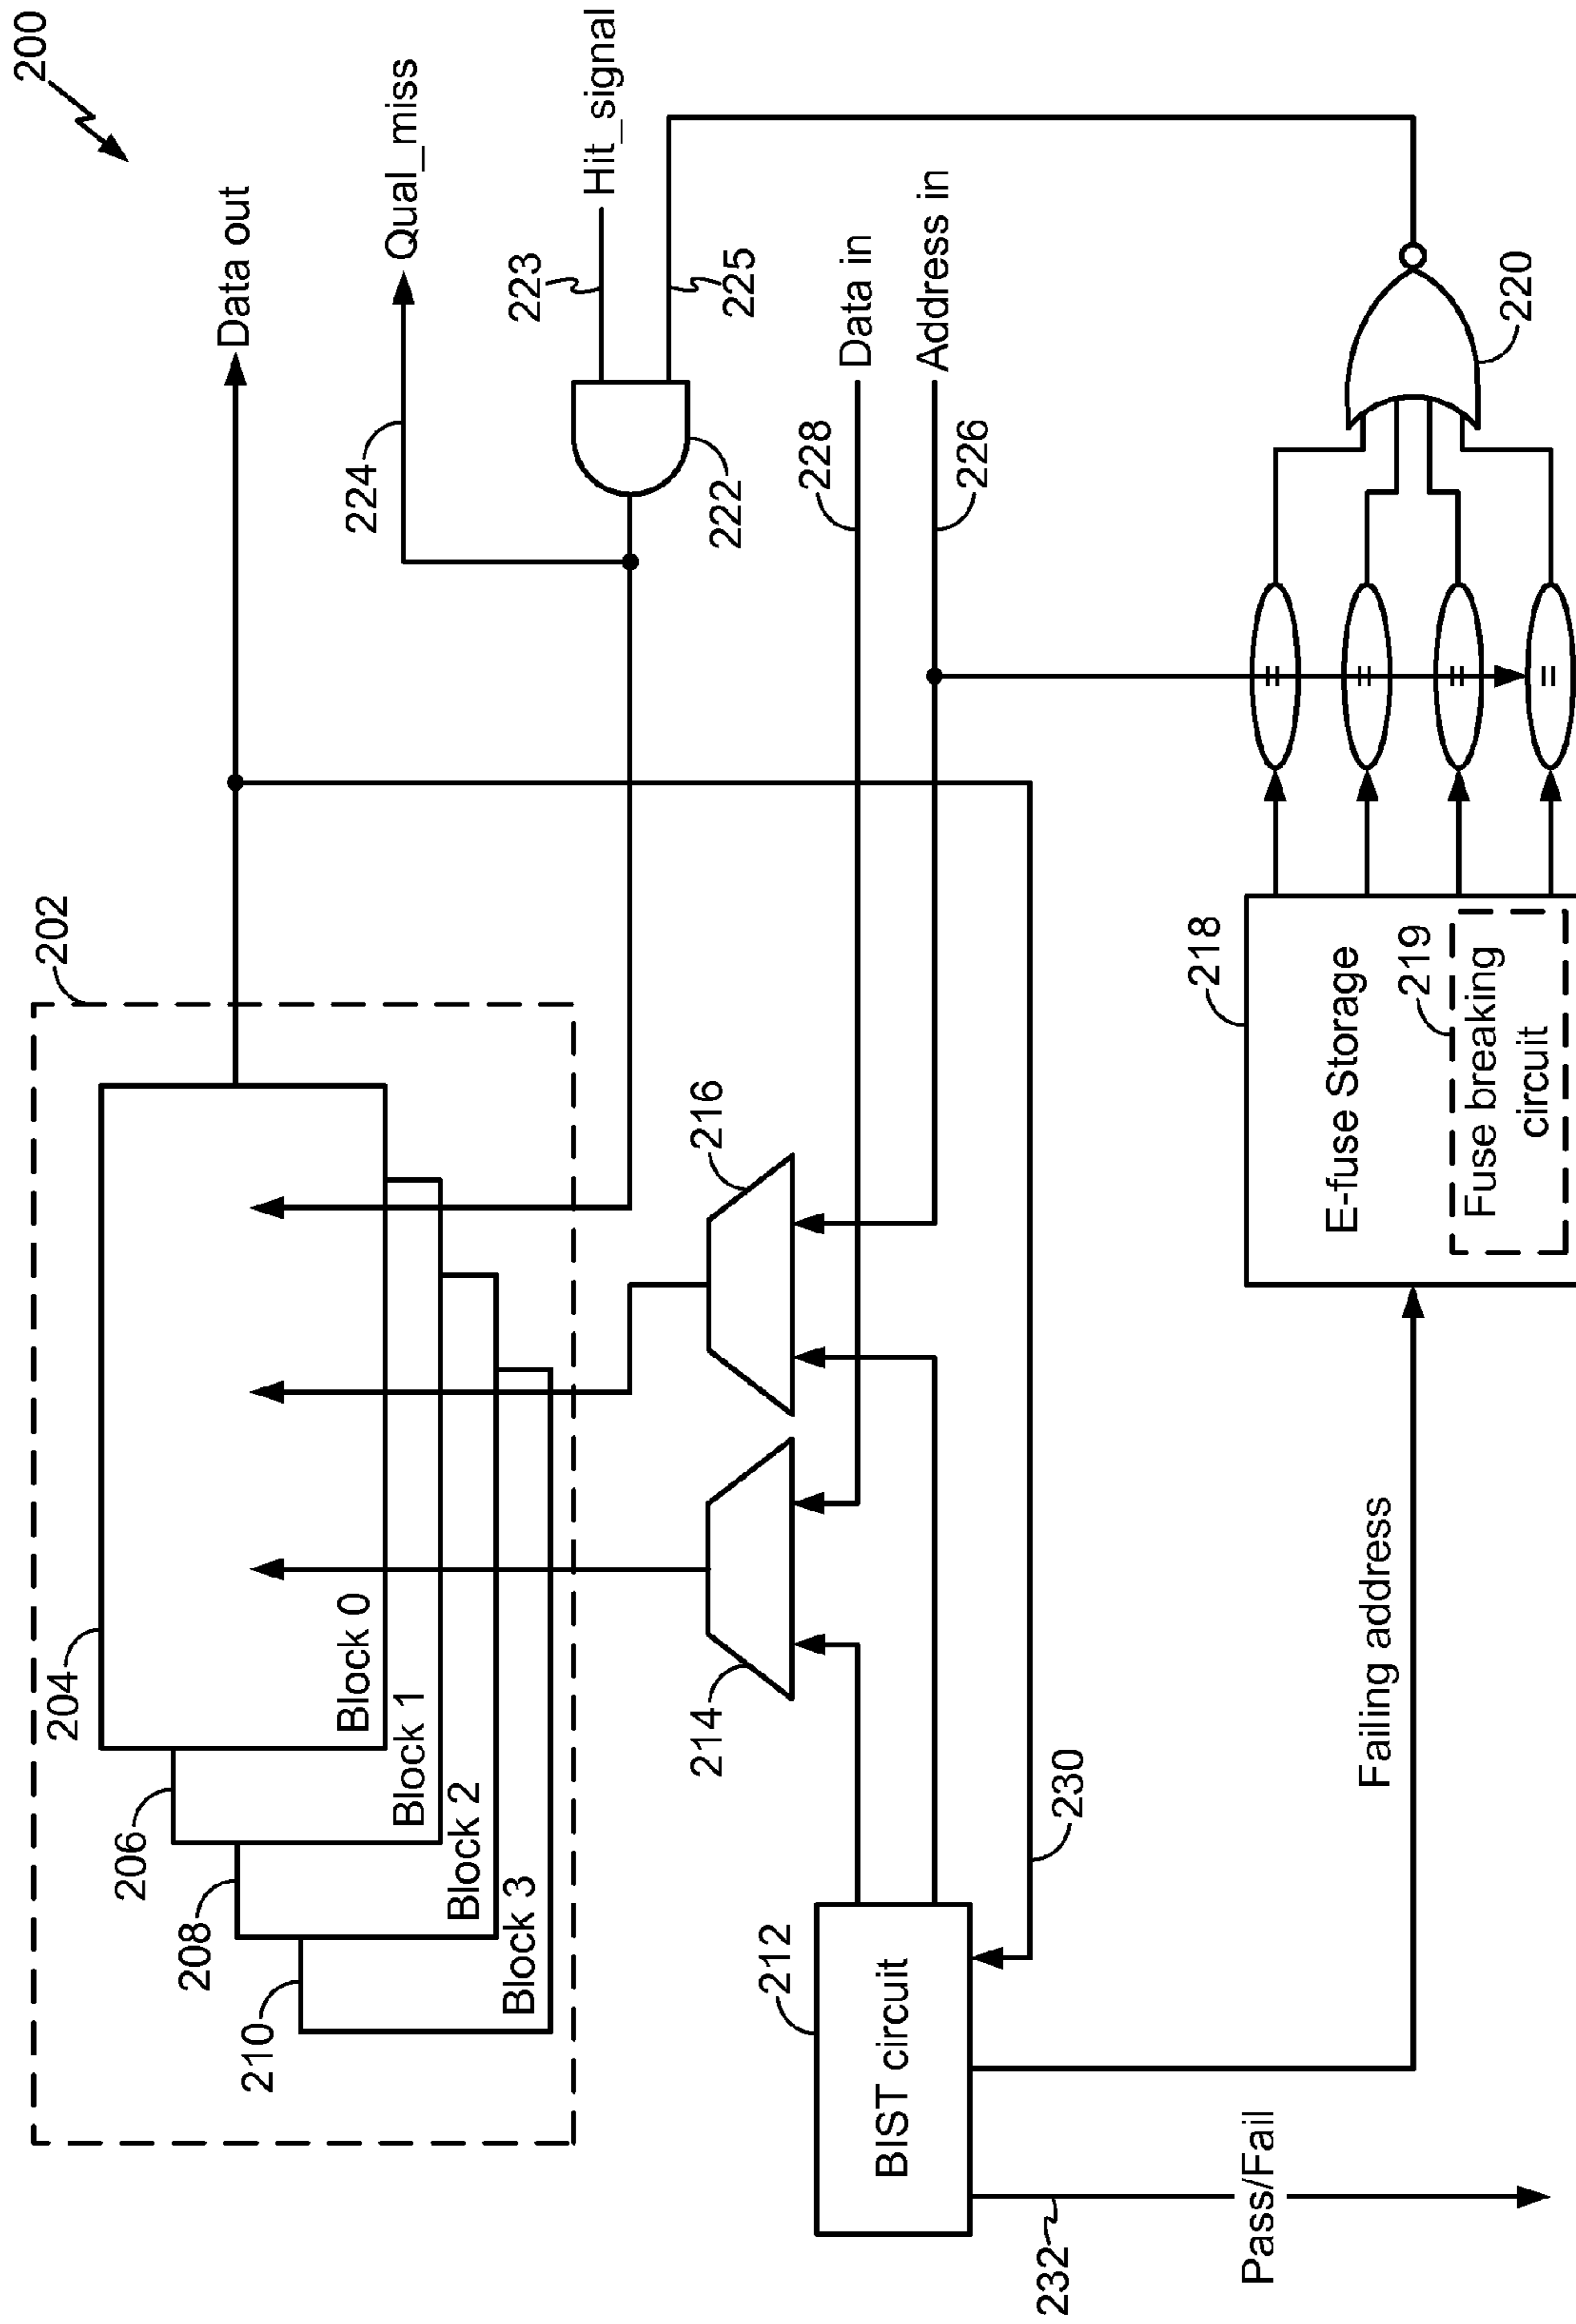 200
202
204
Block 0
206
Block 1
208
Block 2
210
Block 3
Data out
224
Qual_miss
223
Hit_signal
225
222
214
216
228
Data in
226
Address in
212
BIST circuit
230
232
Pass/Fail
Failing address
218
E-fuse Storage
219
Fuse breaking
circuit
=
=
=
=
220